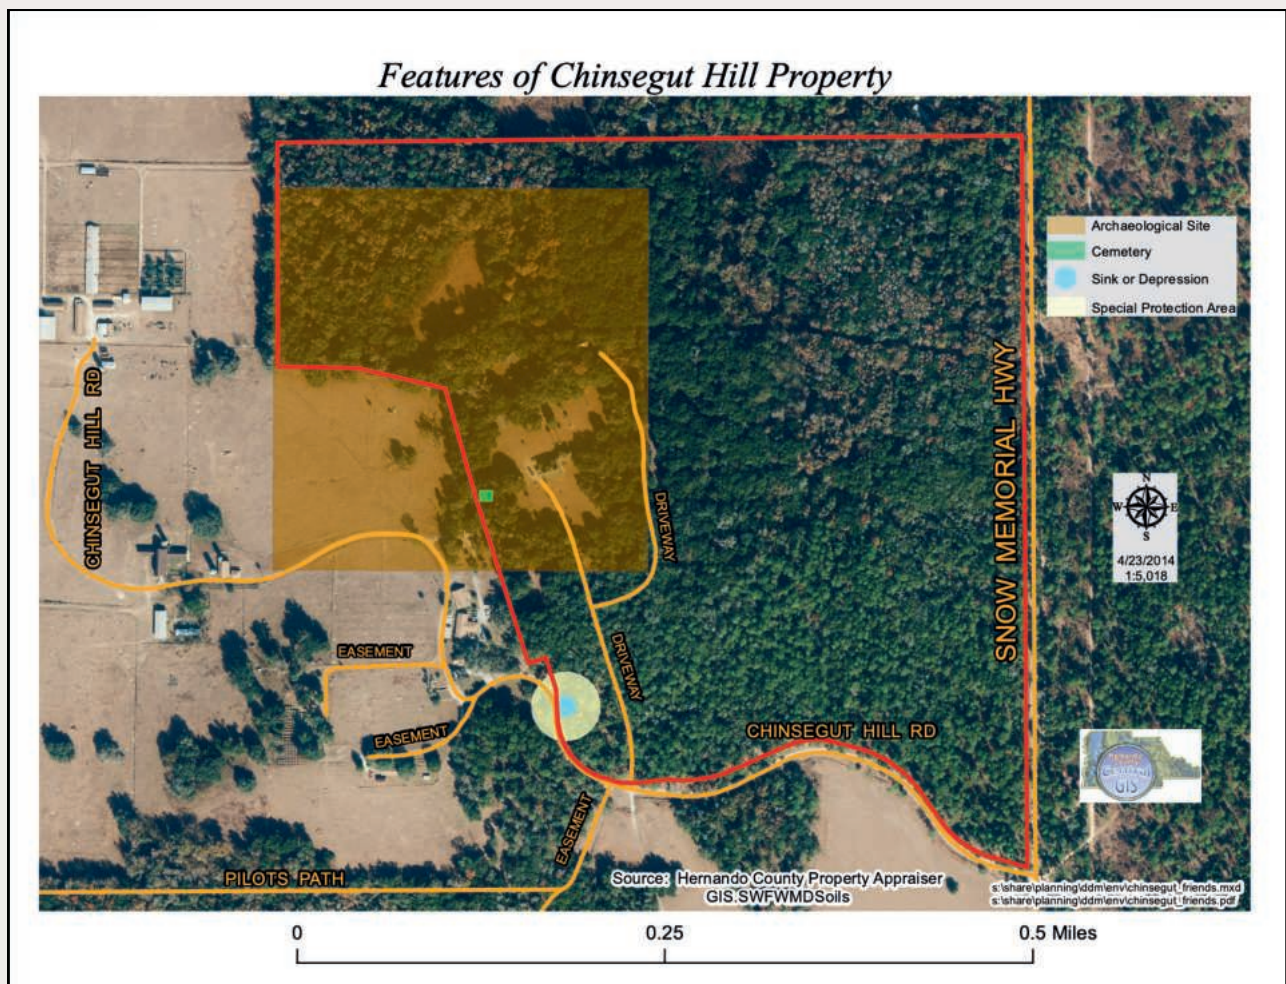 Features of Chinsegut Hill Property
Archaeological Site
Cemetery
Sink or Depression
Special Protection Area
CHINSEGUT HILL RD
SNOW MEMORIAL HWY
N
W E
S
4/23/2014
1:5,018
DRIVEWAY
DRIVEWAY
EASEMENT
EASEMENT
CHINSEGUT HILL RD
GIS
EASEMENT
PILOTS PATH
Source: Hernando County Property Appraiser
GIS.SWFWMDSoils
s:\share\planning\ddm\env\chinsegut_friends.mxd
s:\share\planning\ddm\env\chinsegut_friends.pdf
0 0.25 0.5 Miles